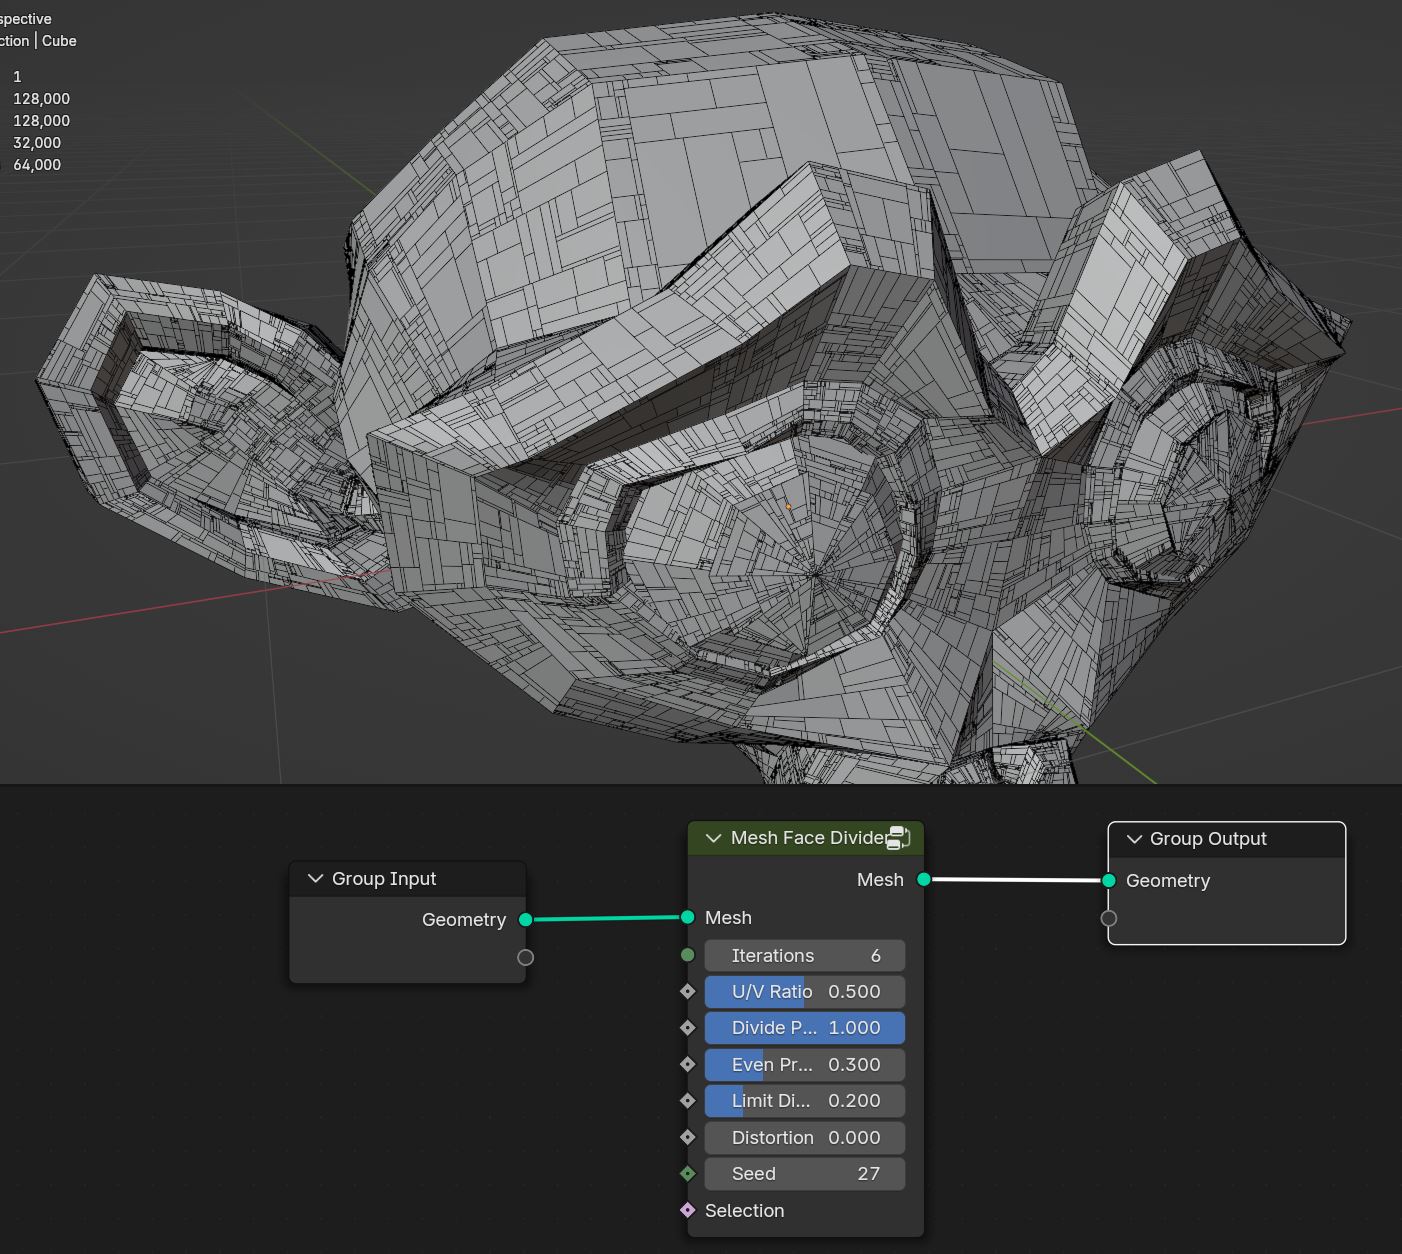 spective
ction | Cube
1
128,000
128,000
32,000
64,000
Group Input
Geometry
Mesh Face Divider
Mesh
Mesh
Iterations 6
U/V Ratio 0.500
Divide P... 1.000
Even Pr... 0.300
Limit Di... 0.200
Distortion 0.000
Seed 27
Selection
Group Output
Geometry